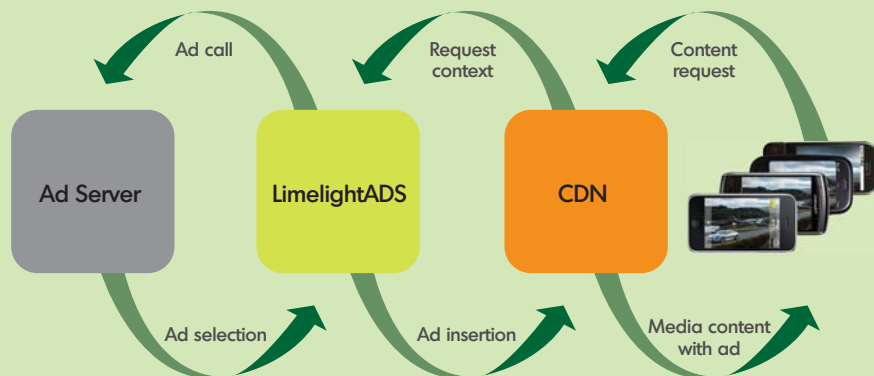 Ad call
Request
context
Content
request
Ad Server
LimelightADS
CDN
Ad selection
Ad insertion
Media content
with ad